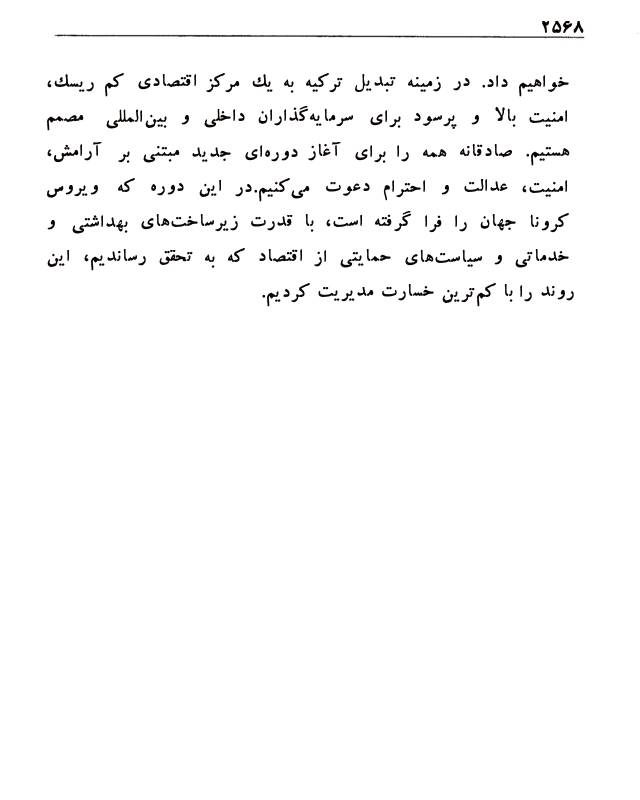 ۲۵۶۸
خواهیم داد. در زمینه تبدیل ترکیه به یك مرکز اقتصادی کم ریسك،
امنیت بالا و پرسود برای سرمایه‌گذاران داخلی و بین‌المللی مصمم
هستیم. صادقانه همه را برای آغاز دوره‌ای جدید مبتنی بر آرامش،
امنیت، عدالت و احترام دعوت می‌کنیم.در این دوره که ویروس
کرونا جهان را فرا گرفته است، با قدرت زیرساخت‌های بهداشتی و
خدماتی و سیاست‌های حمایتی از اقتصاد که به تحقق رساندیم، این
روند را با کم‌ترین خسارت مدیریت کردیم.